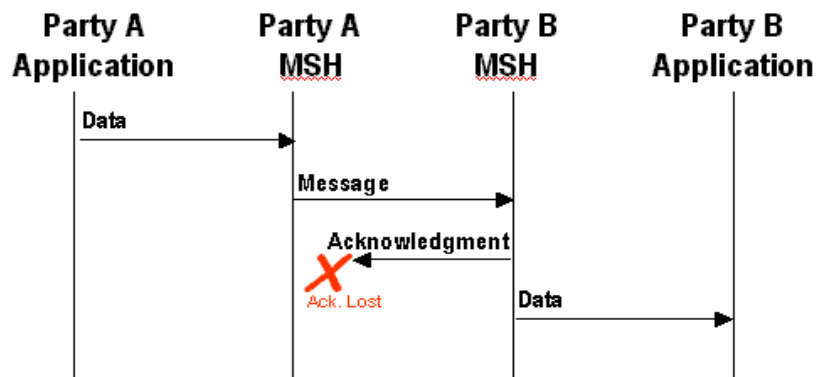 Party A
Application
Party A
MSH
Party B
MSH
Party B
Application
Data
Message
Acknowledgment
Ack. Lost
Data